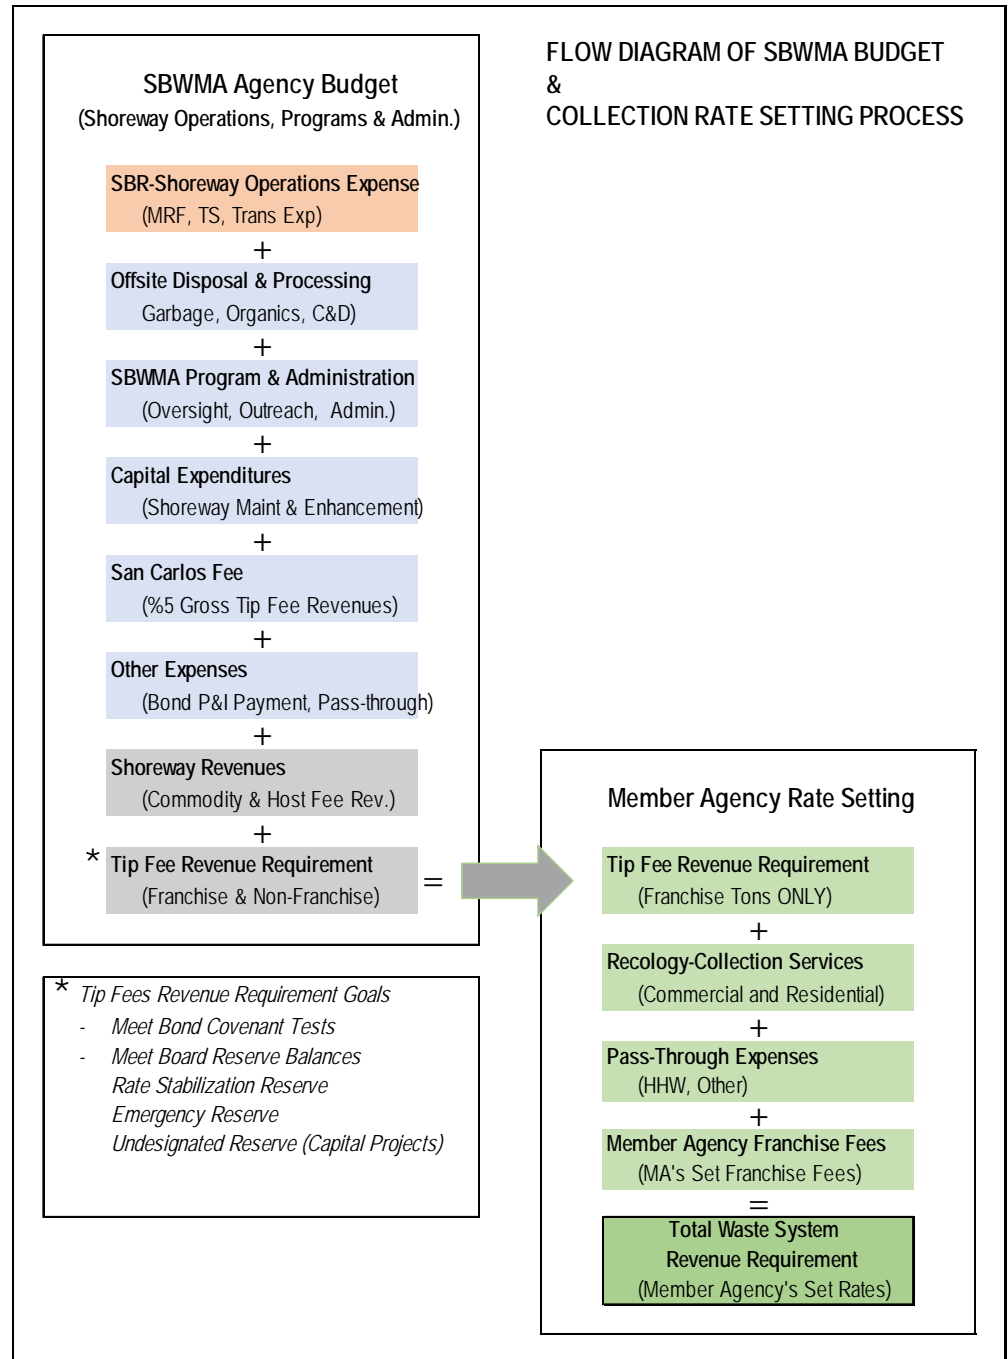 FLOW DIAGRAM OF SBWMA BUDGET
&
COLLECTION RATE SETTING PROCESS
SBWMA Agency Budget
(Shoreway Operations, Programs & Admin.)
SBR-Shoreway Operations Expense
(MRF, TS, Trans Exp)
+
Offsite Disposal & Processing
Garbage, Organics, C&D)
+
SBWMA Program & Administration
(Oversight, Outreach, Admin.)
+
Capital Expenditures
(Shoreway Maint & Enhancement)
+
San Carlos Fee
(%5 Gross Tip Fee Revenues)
+
Other Expenses
(Bond P&I Payment, Pass-through)
+
Shoreway Revenues
(Commodity & Host Fee Rev.)
+
* Tip Fee Revenue Requirement
(Franchise & Non-Franchise) =
* Tip Fees Revenue Requirement Goals
- Meet Bond Covenant Tests
- Meet Board Reserve Balances
Rate Stabilization Reserve
Emergency Reserve
Undesignated Reserve (Capital Projects)
Member Agency Rate Setting
Tip Fee Revenue Requirement
(Franchise Tons ONLY)
+
Recology-Collection Services
(Commercial and Residential)
+
Pass-Through Expenses
(HHW, Other)
+
Member Agency Franchise Fees
(MA's Set Franchise Fees)
=
Total Waste System
Revenue Requirement
(Member Agency's Set Rates)